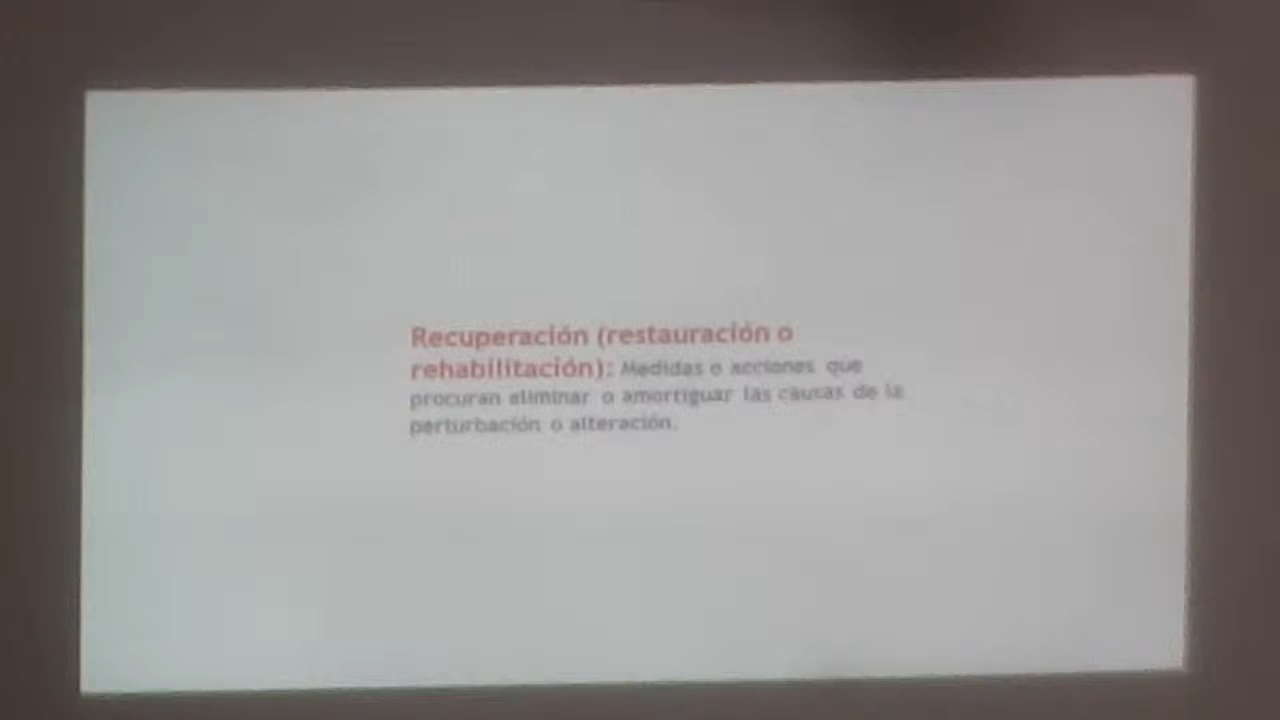 Recuperación (restauración o
rehabilitación): Medidas o acciones que
procuran eliminar o amortiguar las causas de la
perturbación o alteración.